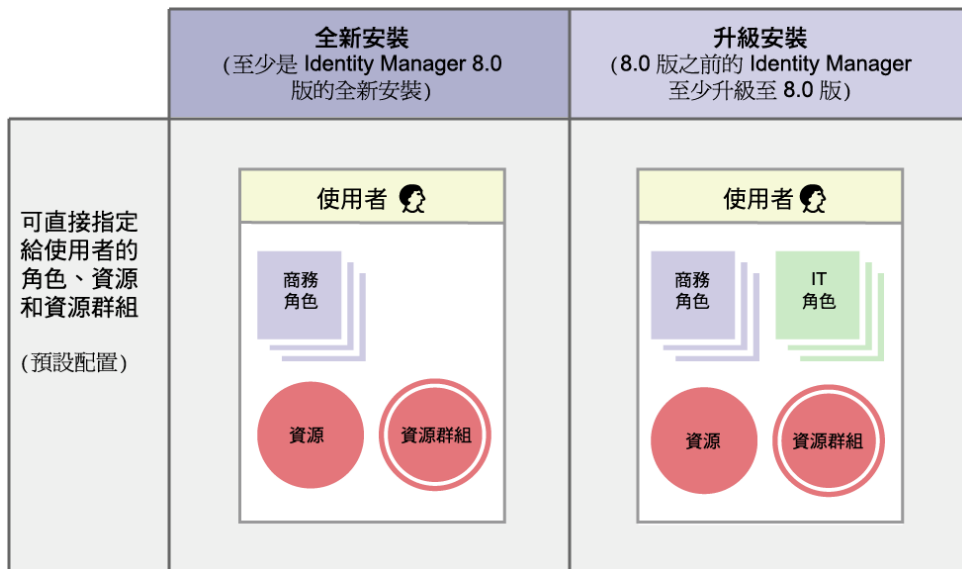 全新安裝
(至少是 Identity Manager 8.0
版的全新安裝)
升級安裝
(8.0 版之前的 Identity Manager
至少升級至 8.0 版)
可直接指定
給使用者的
角色、資源
和資源群組
(預設配置)
使用者
商務
角色
資源
資源群組
使用者
商務
角色
IT
角色
資源
資源群組